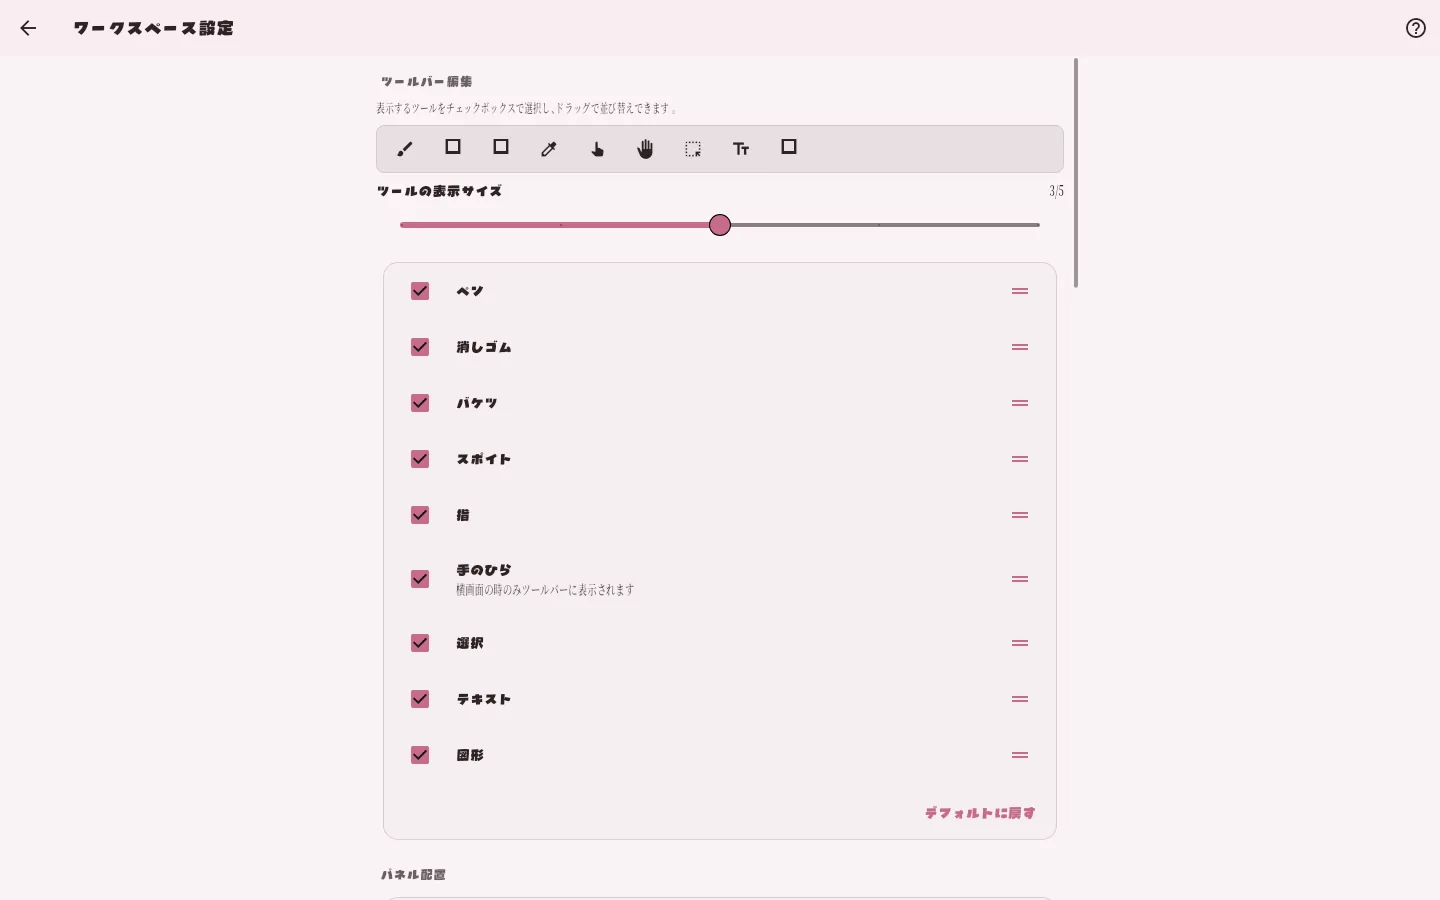 ワークスペース設定
ツールバー編集
表示するツールをチェックボックスで選択し、ドラッグで並び替えできます。
ツールの表示サイズ
3/5
ペン
消しゴム
バケツ
スポイト
指
手のひら
横画面の時のみツールバーに表示されます
選択
テキスト
図形
デフォルトに戻す
パネル配置